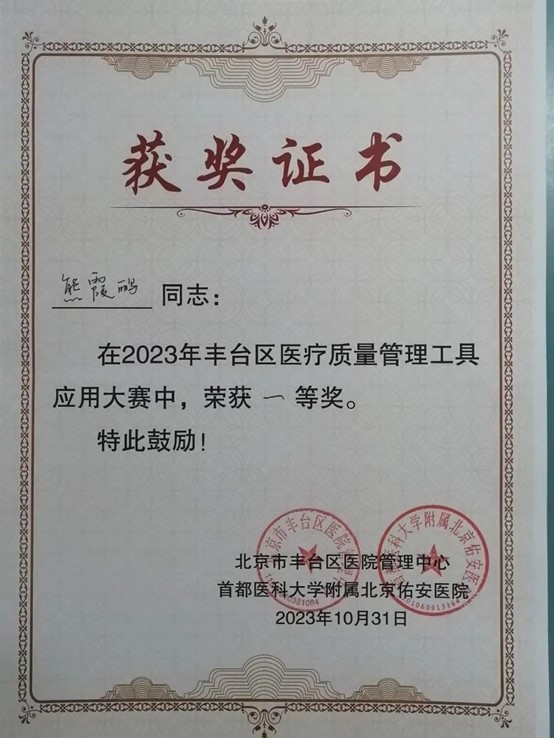 获奖证书
熊霞鹂 同志：
在2023年丰台区医疗质量管理工具
应用大赛中，荣获 一 等奖。
特此鼓励！
北京市丰台区医院管理中心
首都医科大学附属北京佑安医院
2023年10月31日